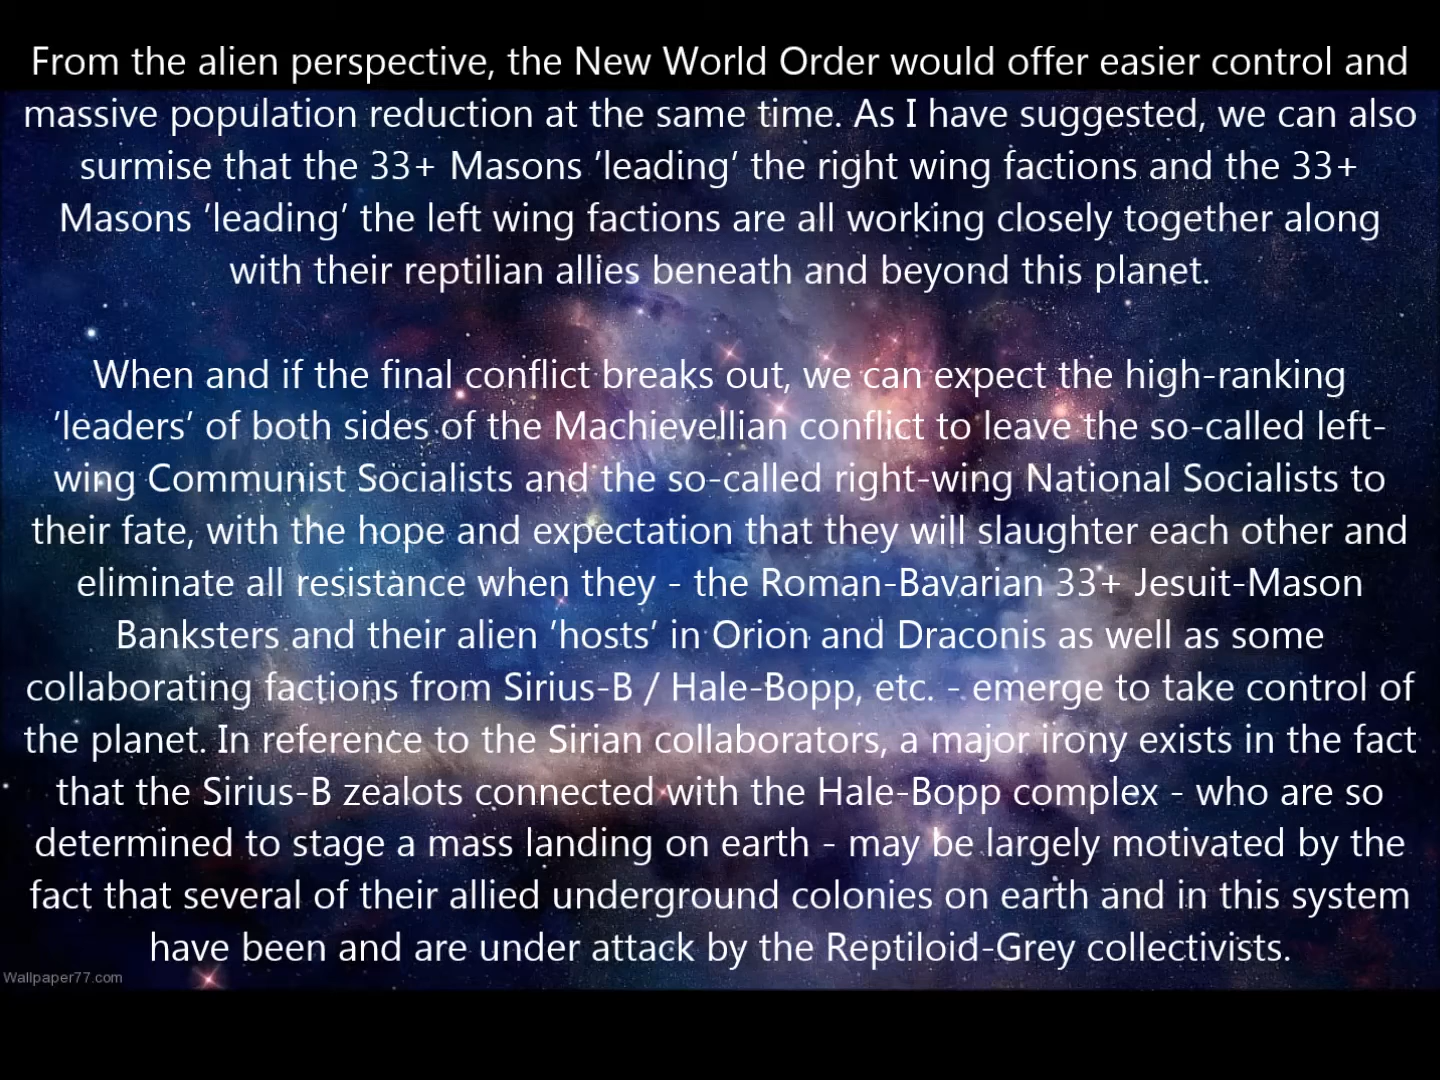 From the alien perspective, the New World Order would offer easier control and
massive population reduction at the same time. As I have suggested, we can also
surmise that the 33+ Masons ‘leading’ the right wing factions and the 33+
Masons ‘leading’ the left wing factions are all working closely together along
with their reptilian allies beneath and beyond this planet.
When and if the final conflict breaks out, we can expect the high-ranking
‘leaders’ of both sides of the Machievellian conflict to leave the so-called left-
wing Communist Socialists and the so-called right-wing National Socialists to
their fate, with the hope and expectation that they will slaughter each other and
eliminate all resistance when they - the Roman-Bavarian 33+ Jesuit-Mason
Banksters and their alien ‘hosts’ in Orion and Draconis as well as some
collaborating factions from Sirius-B / Hale-Bopp, etc. - emerge to take control of
the planet. In reference to the Sirian collaborators, a major irony exists in the fact
that the Sirius-B zealots connected with the Hale-Bopp complex - who are so
determined to stage a mass landing on earth - may be largely motivated by the
fact that several of their allied underground colonies on earth and in this system
have been and are under attack by the Reptiloid-Grey collectivists.
Wallpaper77.com